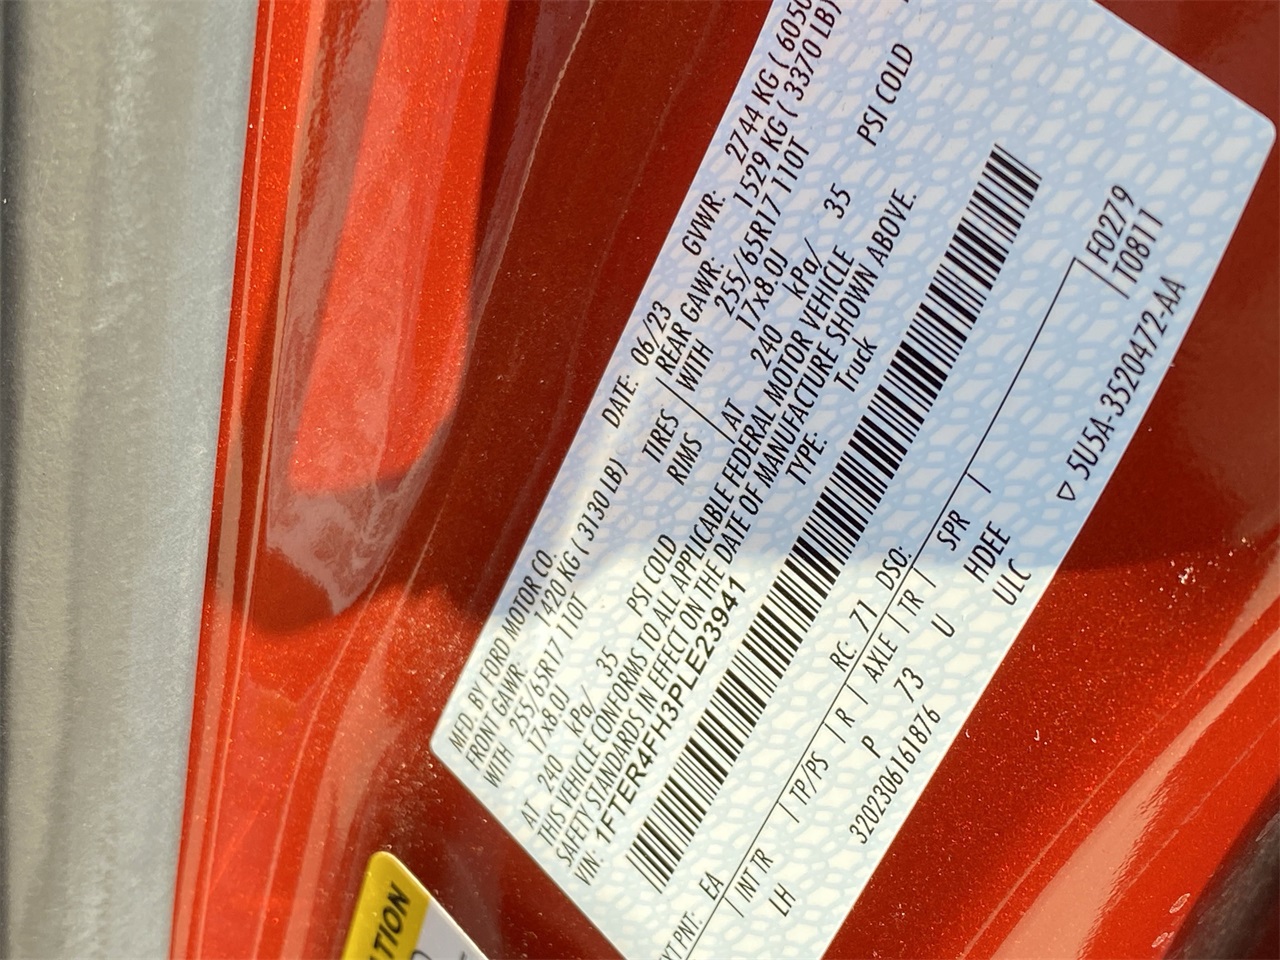 MFD. BY FORD MOTOR CO. DATE: 06/23 GVWR: 2744 KG ( 6050
FRONT GAWR: 1420 KG ( 3130 LB) REAR GAWR: 1529 KG ( 3370 LB)
WITH 255/65R17 110T TIRES WITH 255/65R17 110T
17x8.0J RIMS 17x8.0J
AT 240 kPa/ 35 PSI COLD AT 240 kPa/ 35 PSI COLD
THIS VEHICLE CONFORMS TO ALL APPLICABLE FEDERAL MOTOR VEHICLE
SAFETY STANDARDS IN EFFECT ON THE DATE OF MANUFACTURE SHOWN ABOVE.
VIN: 1FTER4FH3PLE23941 TYPE: Truck
EXT PNT: EA RC: 71 DSO: F0279
INT TR TP/PS R AXLE TR SPR T0811
LH P 73 U HDEE
3202306161876 ULC ▽ 5U5A-3520472-AA